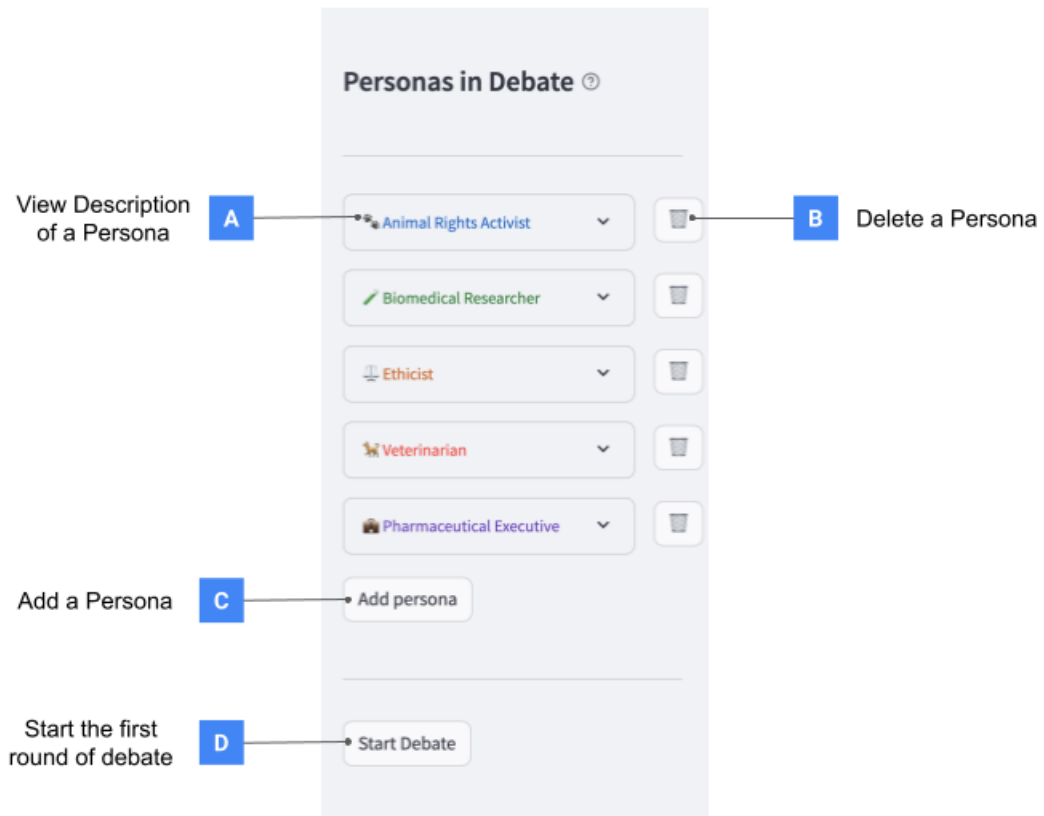 Personas in Debate ?
View Description
of a Persona
A
Animal Rights Activist
B
Delete a Persona
Biomedical Researcher
Ethicist
Veterinarian
Pharmaceutical Executive
Add a Persona
C
Add persona
Start the first
round of debate
D
Start Debate